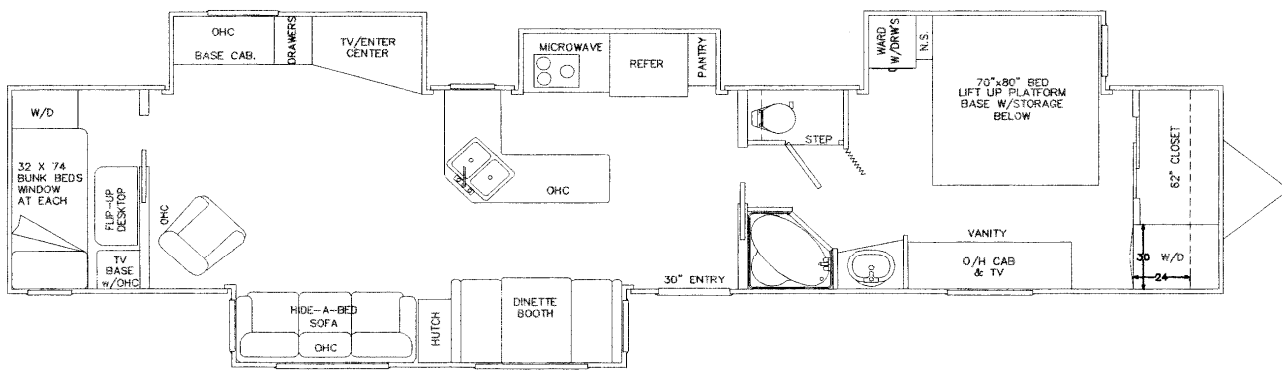 OHC
BASE CAB.
DRAWERS
TV/ENTER
CENTER
MICROWAVE
REFER
PANTRY
WARD
W/DRW'S
N.S.
70"x80" BED
LIFT UP PLATFORM
BASE W/STORAGE
BELOW
W/D
32 X 74
BUNK BEDS
WINDOW
AT EACH
FLIP-UP
DESKTOP
TV
BASE
w/OHC
OHC
OHC
STEP
62" CLOSET
VANITY
O/H CAB
& TV
30
W/D
24
30" ENTRY
HIDE-A-BED
SOFA
OHC
HUTCH
DINETTE
BOOTH